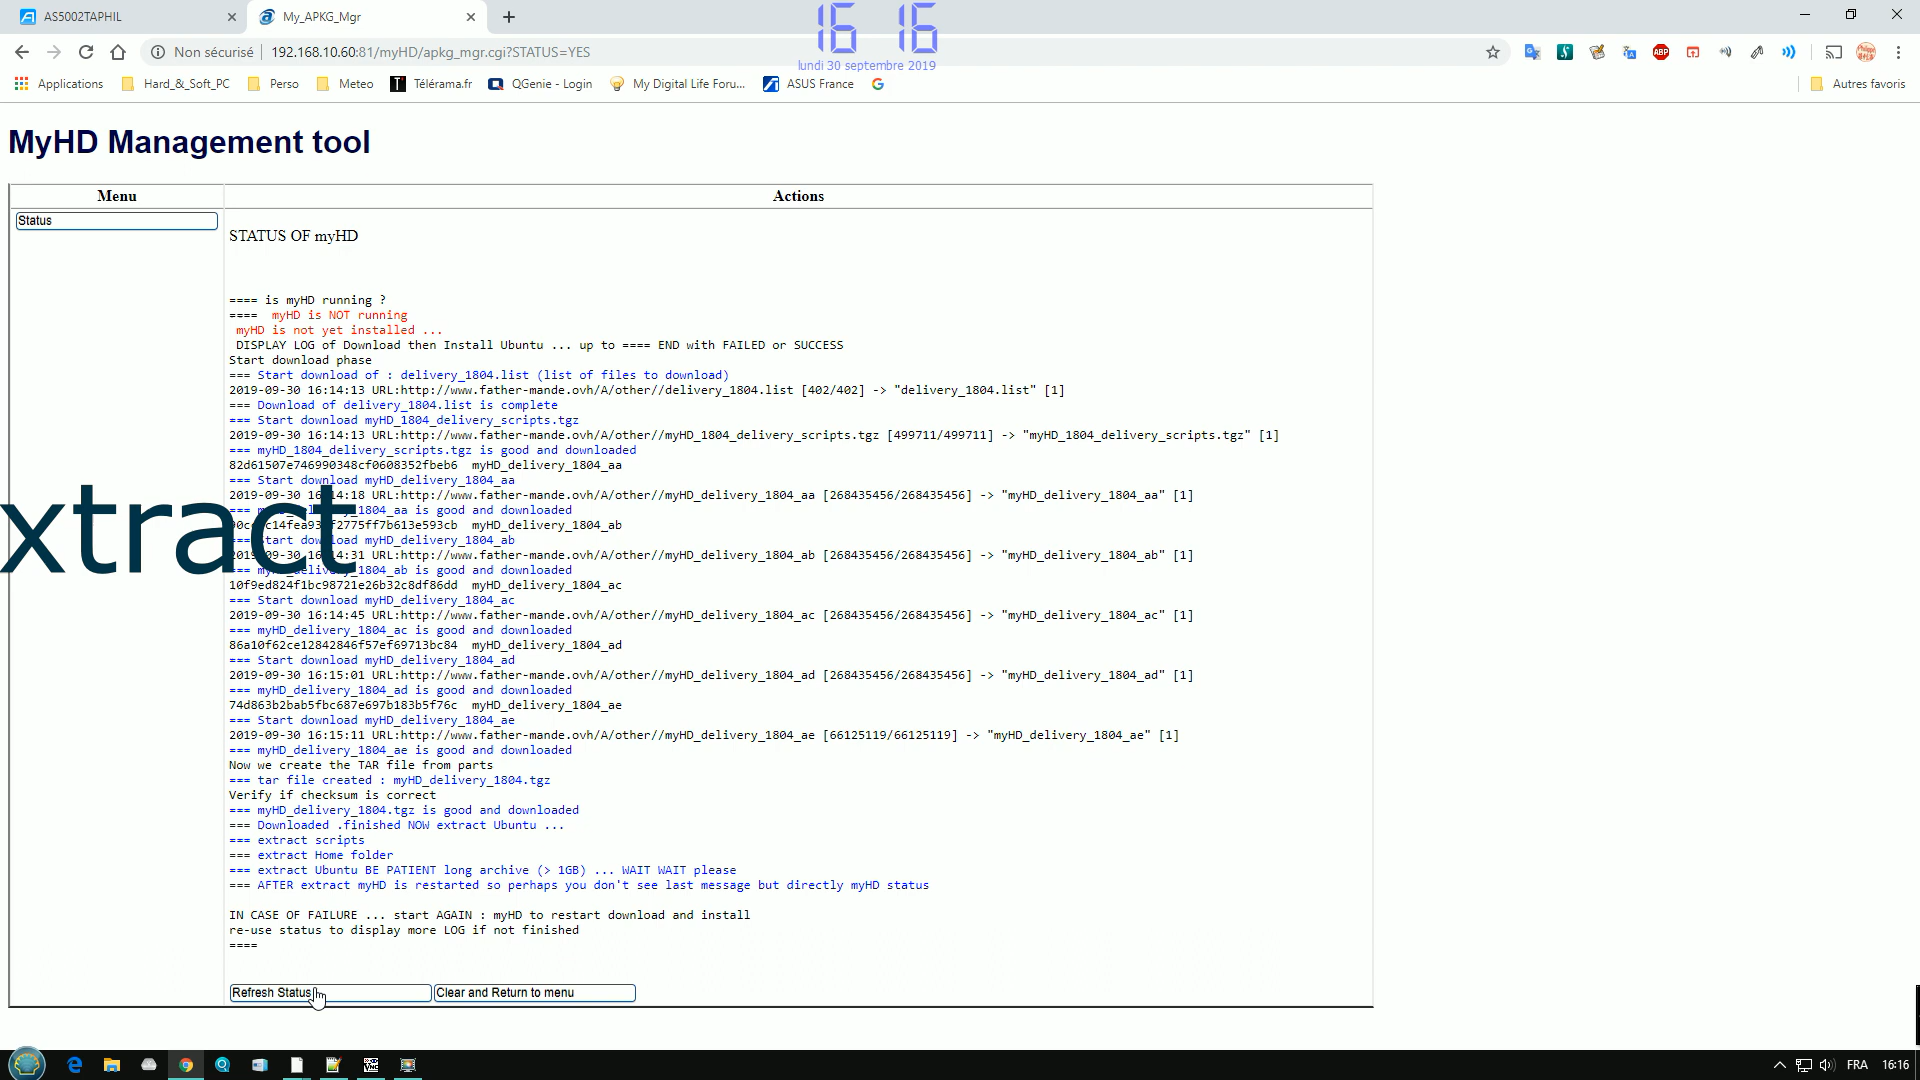 AS5002TAPHIL
My_APKG_Mgr
16 16
lundi 30 septembre 2019
Non sécurisé 192.168.10.60:81/myHD/apkg_mgr.cgi?STATUS=YES
ABP
Applications Hard_&_Soft_PC Perso Meteo Télérama.fr QGenie - Login My Digital Life Foru... ASUS France Autres favoris
MyHD Management tool
Menu Actions
Status
STATUS OF myHD
==== is myHD running ?
==== myHD is NOT running
myHD is not yet installed ...
DISPLAY LOG of Download then Install Ubuntu ... up to ==== END with FAILED or SUCCESS
Start download phase
=== Start download of : delivery_1804.list (list of files to download)
2019-09-30 16:14:13 URL:http://www.father-mande.ovh/A/other//delivery_1804.list [402/402] -> "delivery_1804.list" [1]
=== Download of delivery_1804.list is complete
=== Start download myHD_1804_delivery_scripts.tgz
2019-09-30 16:14:13 URL:http://www.father-mande.ovh/A/other//myHD_1804_delivery_scripts.tgz [499711/499711] -> "myHD_1804_delivery_scripts.tgz" [1]
=== myHD_1804_delivery_scripts.tgz is good and downloaded
82d61507e746990348cf0608352fbeb6 myHD_delivery_1804_aa
=== Start download myHD_delivery_1804_aa
2019-09-30 16:14:18 URL:http://www.father-mande.ovh/A/other//myHD_delivery_1804_aa [268435456/268435456] -> "myHD_delivery_1804_aa" [1]
=== myHD_delivery_1804_aa is good and downloaded
myHD_delivery_1804_ab
xtract
=== Start download myHD_delivery_1804_ab
2019-09-30 16:14:31 URL:http://www.father-mande.ovh/A/other//myHD_delivery_1804_ab [268435456/268435456] -> "myHD_delivery_1804_ab" [1]
=== myHD_delivery_1804_ab is good and downloaded
10f9ed824f1bc98721e26b32c8df86dd myHD_delivery_1804_ac
=== Start download myHD_delivery_1804_ac
2019-09-30 16:14:45 URL:http://www.father-mande.ovh/A/other//myHD_delivery_1804_ac [268435456/268435456] -> "myHD_delivery_1804_ac" [1]
=== myHD_delivery_1804_ac is good and downloaded
86a10f62ce12842846f57ef69713bc84 myHD_delivery_1804_ad
=== Start download myHD_delivery_1804_ad
2019-09-30 16:15:01 URL:http://www.father-mande.ovh/A/other//myHD_delivery_1804_ad [268435456/268435456] -> "myHD_delivery_1804_ad" [1]
=== myHD_delivery_1804_ad is good and downloaded
74d863b2bab5fbc687e697b183b5f76c myHD_delivery_1804_ae
=== Start download myHD_delivery_1804_ae
2019-09-30 16:15:11 URL:http://www.father-mande.ovh/A/other//myHD_delivery_1804_ae [66125119/66125119] -> "myHD_delivery_1804_ae" [1]
=== myHD_delivery_1804_ae is good and downloaded
Now we create the TAR file from parts
=== tar file created : myHD_delivery_1804.tgz
Verify if checksum is correct
=== myHD_delivery_1804.tgz is good and downloaded
=== Downloaded .finished NOW extract Ubuntu ...
=== extract scripts
=== extract Home folder
=== extract Ubuntu BE PATIENT long archive (> 1GB) ... WAIT WAIT please
=== AFTER extract myHD is restarted so perhaps you don't see last message but directly myHD status
IN CASE OF FAILURE ... start AGAIN : myHD to restart download and install
re-use status to display more LOG if not finished
====
Refresh Status Clear and Return to menu
FRA 16:16